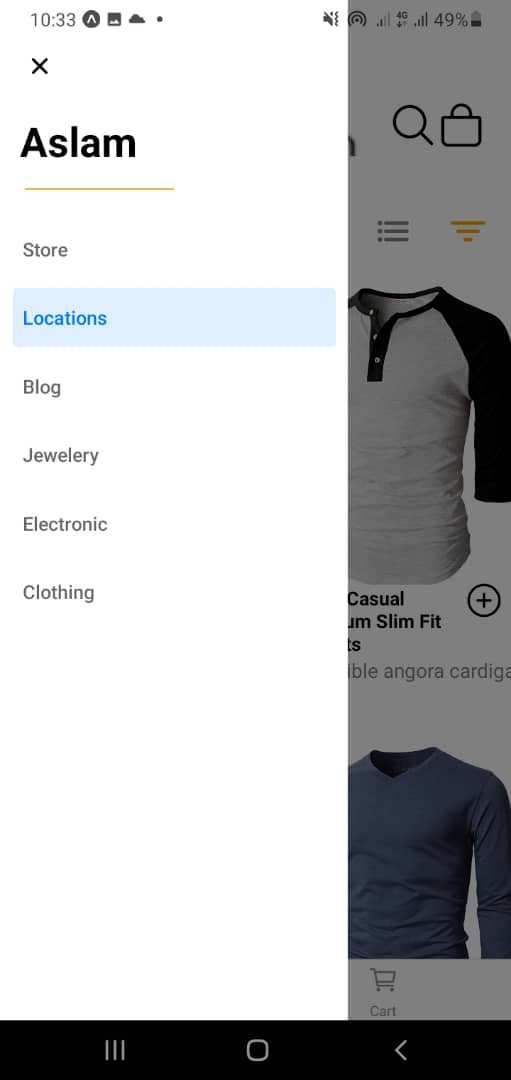 10:33
4G
49%
Aslam
Store
Locations
Blog
Jewelery
Electronic
Clothing
Casual
um Slim Fit
ts
ible angora cardiga
Cart